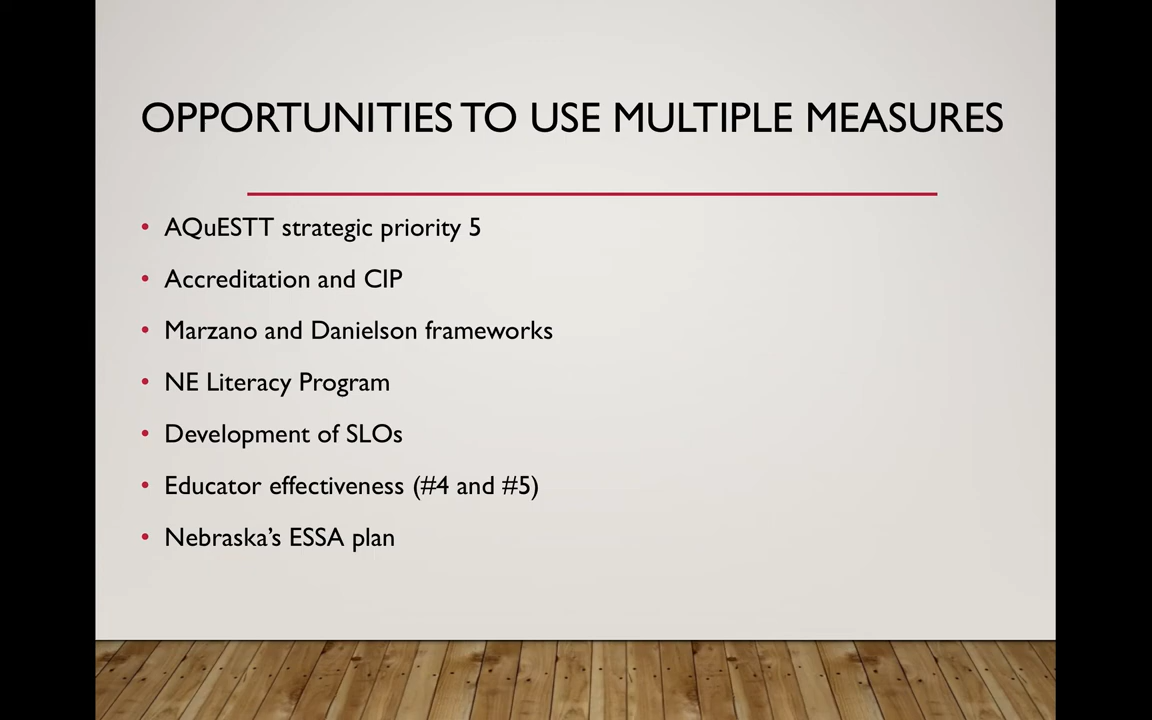 OPPORTUNITIES TO USE MULTIPLE MEASURES
• AQuESTT strategic priority 5
• Accreditation and CIP
• Marzano and Danielson frameworks
• NE Literacy Program
• Development of SLOs
• Educator effectiveness (#4 and #5)
• Nebraska’s ESSA plan